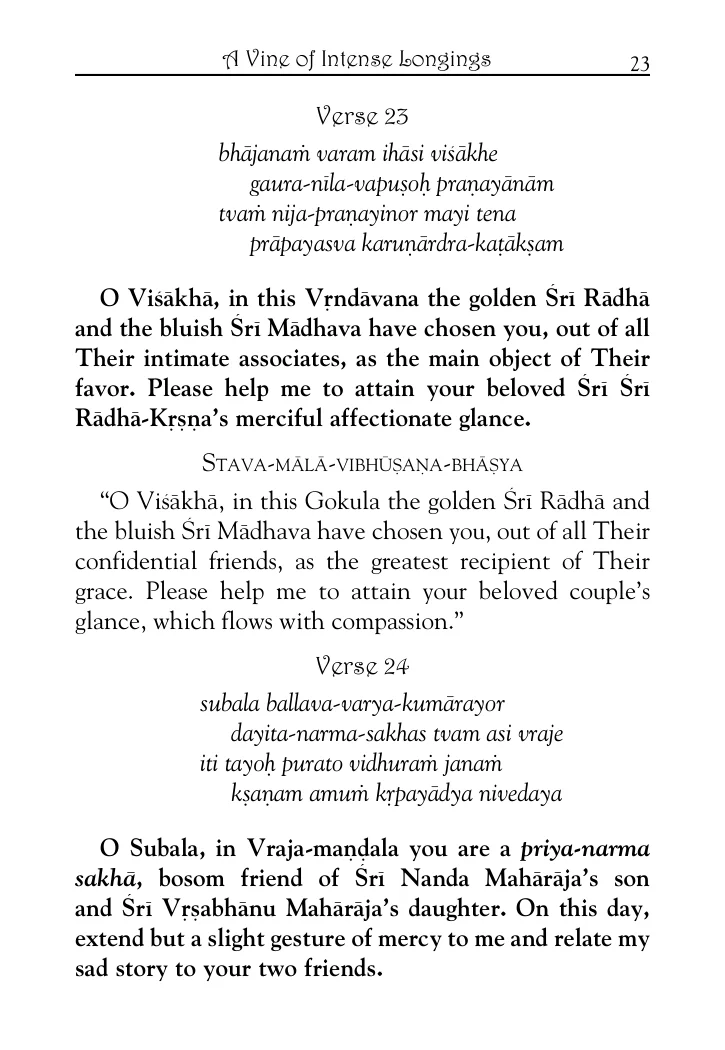 A Vine of Intense Longings 23
Verse 23
bhājanaṁ varam ihāsi viśākhe
gaura-nīla-vapuṣoḥ praṇayānām
tvaṁ nija-praṇayinor mayi tena
prāpayasva karuṇārdra-kaṭākṣam
O Viśākhā, in this Vṛndāvana the golden Śrī Rādhā
and the bluish Śrī Mādhava have chosen you, out of all
Their intimate associates, as the main object of Their
favor. Please help me to attain your beloved Śrī Śrī
Rādhā-Kṛṣṇa’s merciful affectionate glance.
Stava-mālā-vibhūṣaṇa-bhāṣya
“O Viśākhā, in this Gokula the golden Śrī Rādhā and
the bluish Śrī Mādhava have chosen you, out of all Their
confidential friends, as the greatest recipient of Their
grace. Please help me to attain your beloved couple’s
glance, which flows with compassion.”
Verse 24
subala ballava-varya-kumārayor
dayita-narma-sakhas tvam asi vraje
iti tayoḥ purato vidhuraṁ janaṁ
kṣaṇam amuṁ kṛpayādya nivedaya
O Subala, in Vraja-maṇḍala you are a priya-narma
sakhā, bosom friend of Śrī Nanda Mahārāja’s son
and Śrī Vṛṣabhānu Mahārāja’s daughter. On this day,
extend but a slight gesture of mercy to me and relate my
sad story to your two friends.